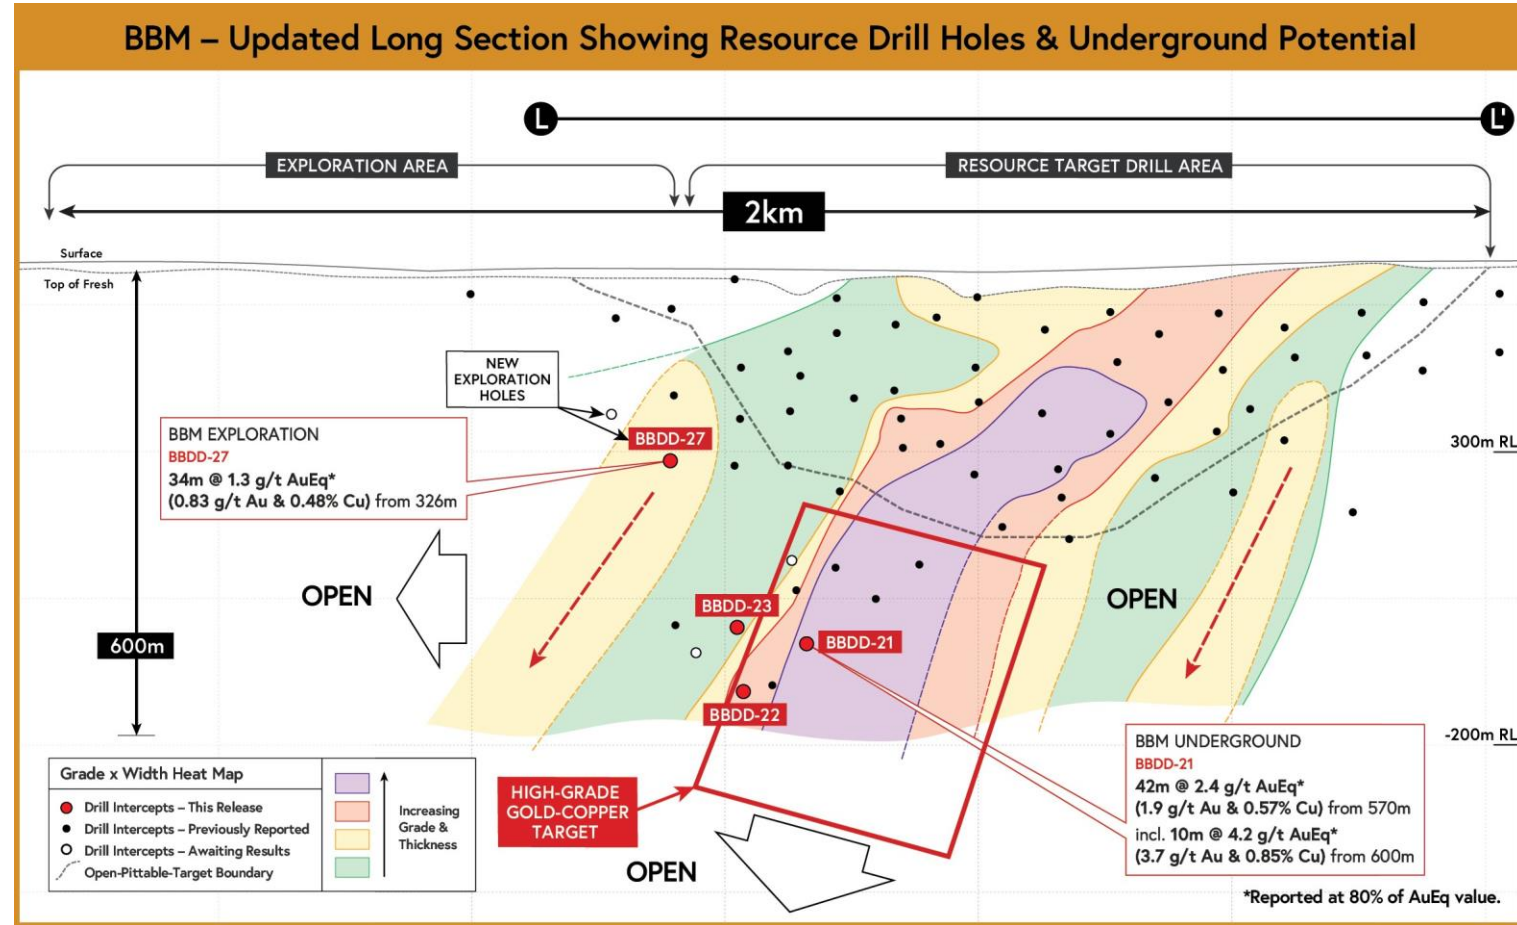 BBM – Updated Long Section Showing Resource Drill Holes & Underground Potential
L
L'
EXPLORATION AREA
RESOURCE TARGET DRILL AREA
2km
Surface
Top of Fresh
NEW
EXPLORATION
HOLES
BBDD-27
BBM EXPLORATION
BBDD-27
34m @ 1.3 g/t AuEq*
(0.83 g/t Au & 0.48% Cu) from 326m
300m RL
OPEN
OPEN
BBDD-23
BBDD-21
600m
BBDD-22
-200m RL
BBM UNDERGROUND
BBDD-21
42m @ 2.4 g/t AuEq*
(1.9 g/t Au & 0.57% Cu) from 570m
incl. 10m @ 4.2 g/t AuEq*
(3.7 g/t Au & 0.85% Cu) from 600m
HIGH-GRADE
GOLD-COPPER
TARGET
OPEN
Grade x Width Heat Map
Drill Intercepts – This Release
Drill Intercepts – Previously Reported
Drill Intercepts – Awaiting Results
Open-Pittable-Target Boundary
Increasing
Grade &
Thickness
*Reported at 80% of AuEq value.